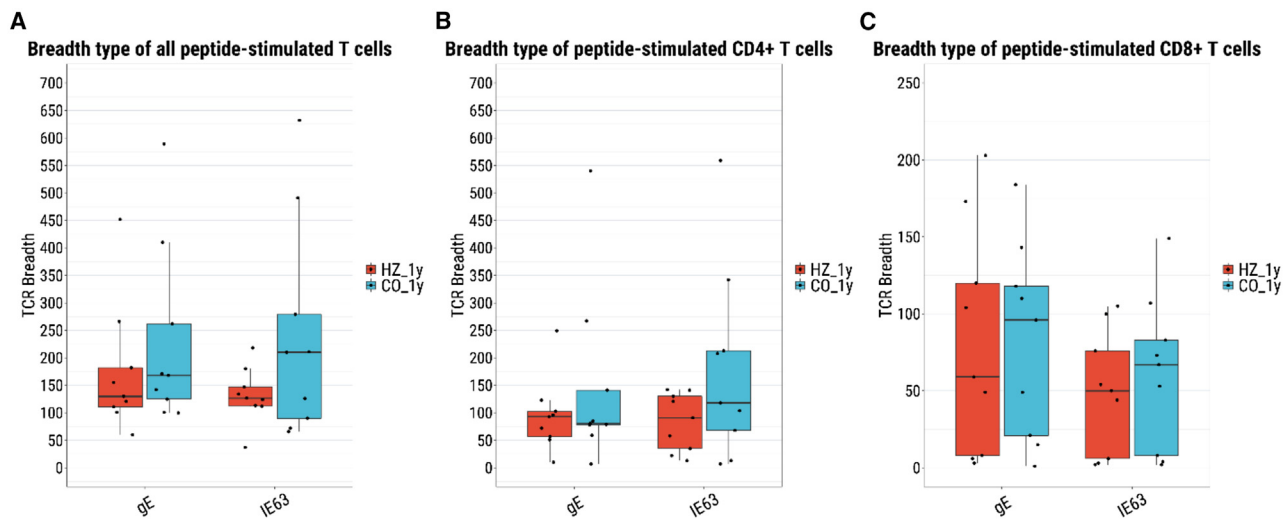 A
Breadth type of all peptide-stimulated T cells
TCR Breadth
700
650
600
550
500
450
400
350
300
250
200
150
100
50
0
gE
IE63
HZ_1y
CO_1y
B
Breadth type of peptide-stimulated CD4+ T cells
TCR Breadth
700
650
600
550
500
450
400
350
300
250
200
150
100
50
0
gE
IE63
HZ_1y
CO_1y
C
Breadth type of peptide-stimulated CD8+ T cells
TCR Breadth
250
200
150
100
50
0
gE
IE63
HZ_1y
CO_1y